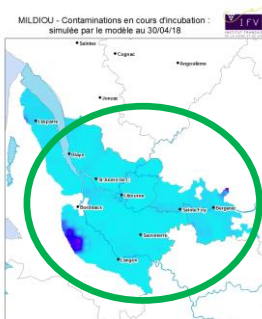 MILDIOU - Contaminations en cours d'incubation :
simulée par le modèle au 30/04/18
IFV
Saintes
Cognac
Angoulême
Jonzac
Lesparre
Blaye
St André de C
Libourne
Bordeaux
Sainte Foy
Bergerac
Sauveterre
Langon